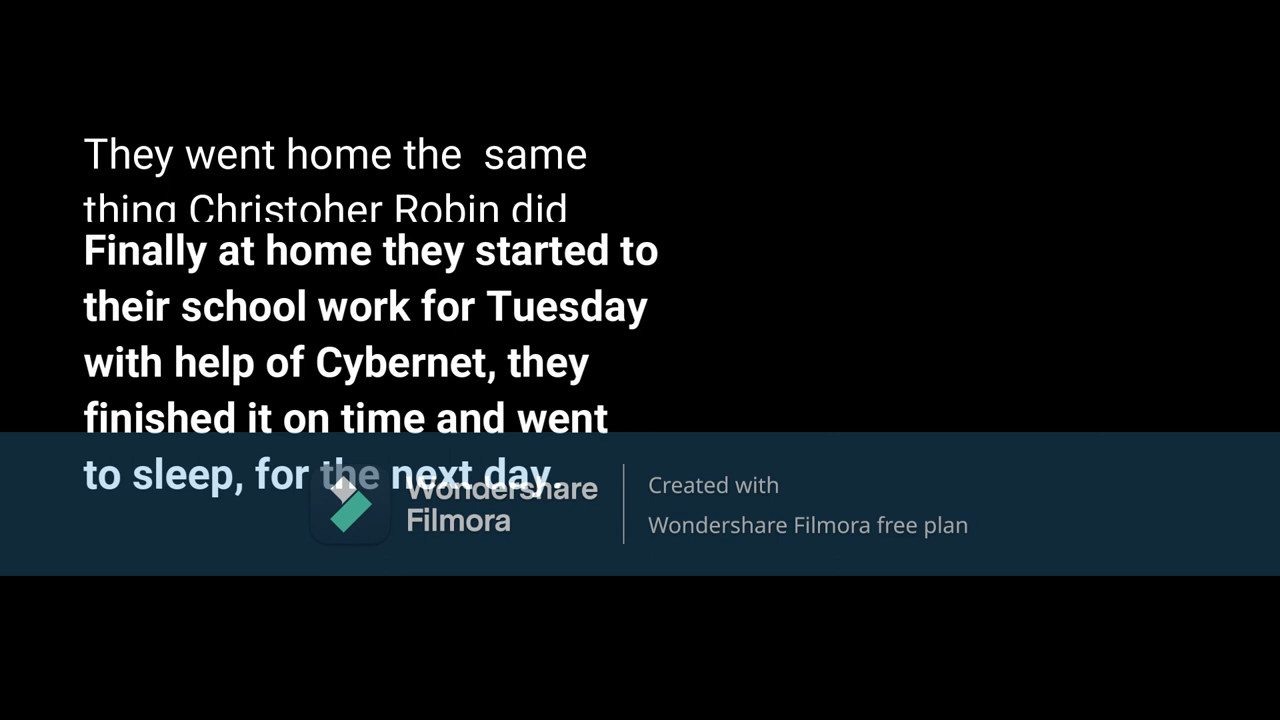 They went home the  same
thing Christoher Robin did
Finally at home they started to
their school work for Tuesday
with help of Cybernet, they
finished it on time and went
to sleep, for the next day.
Wondershare
Filmora
Created with
Wondershare Filmora free plan